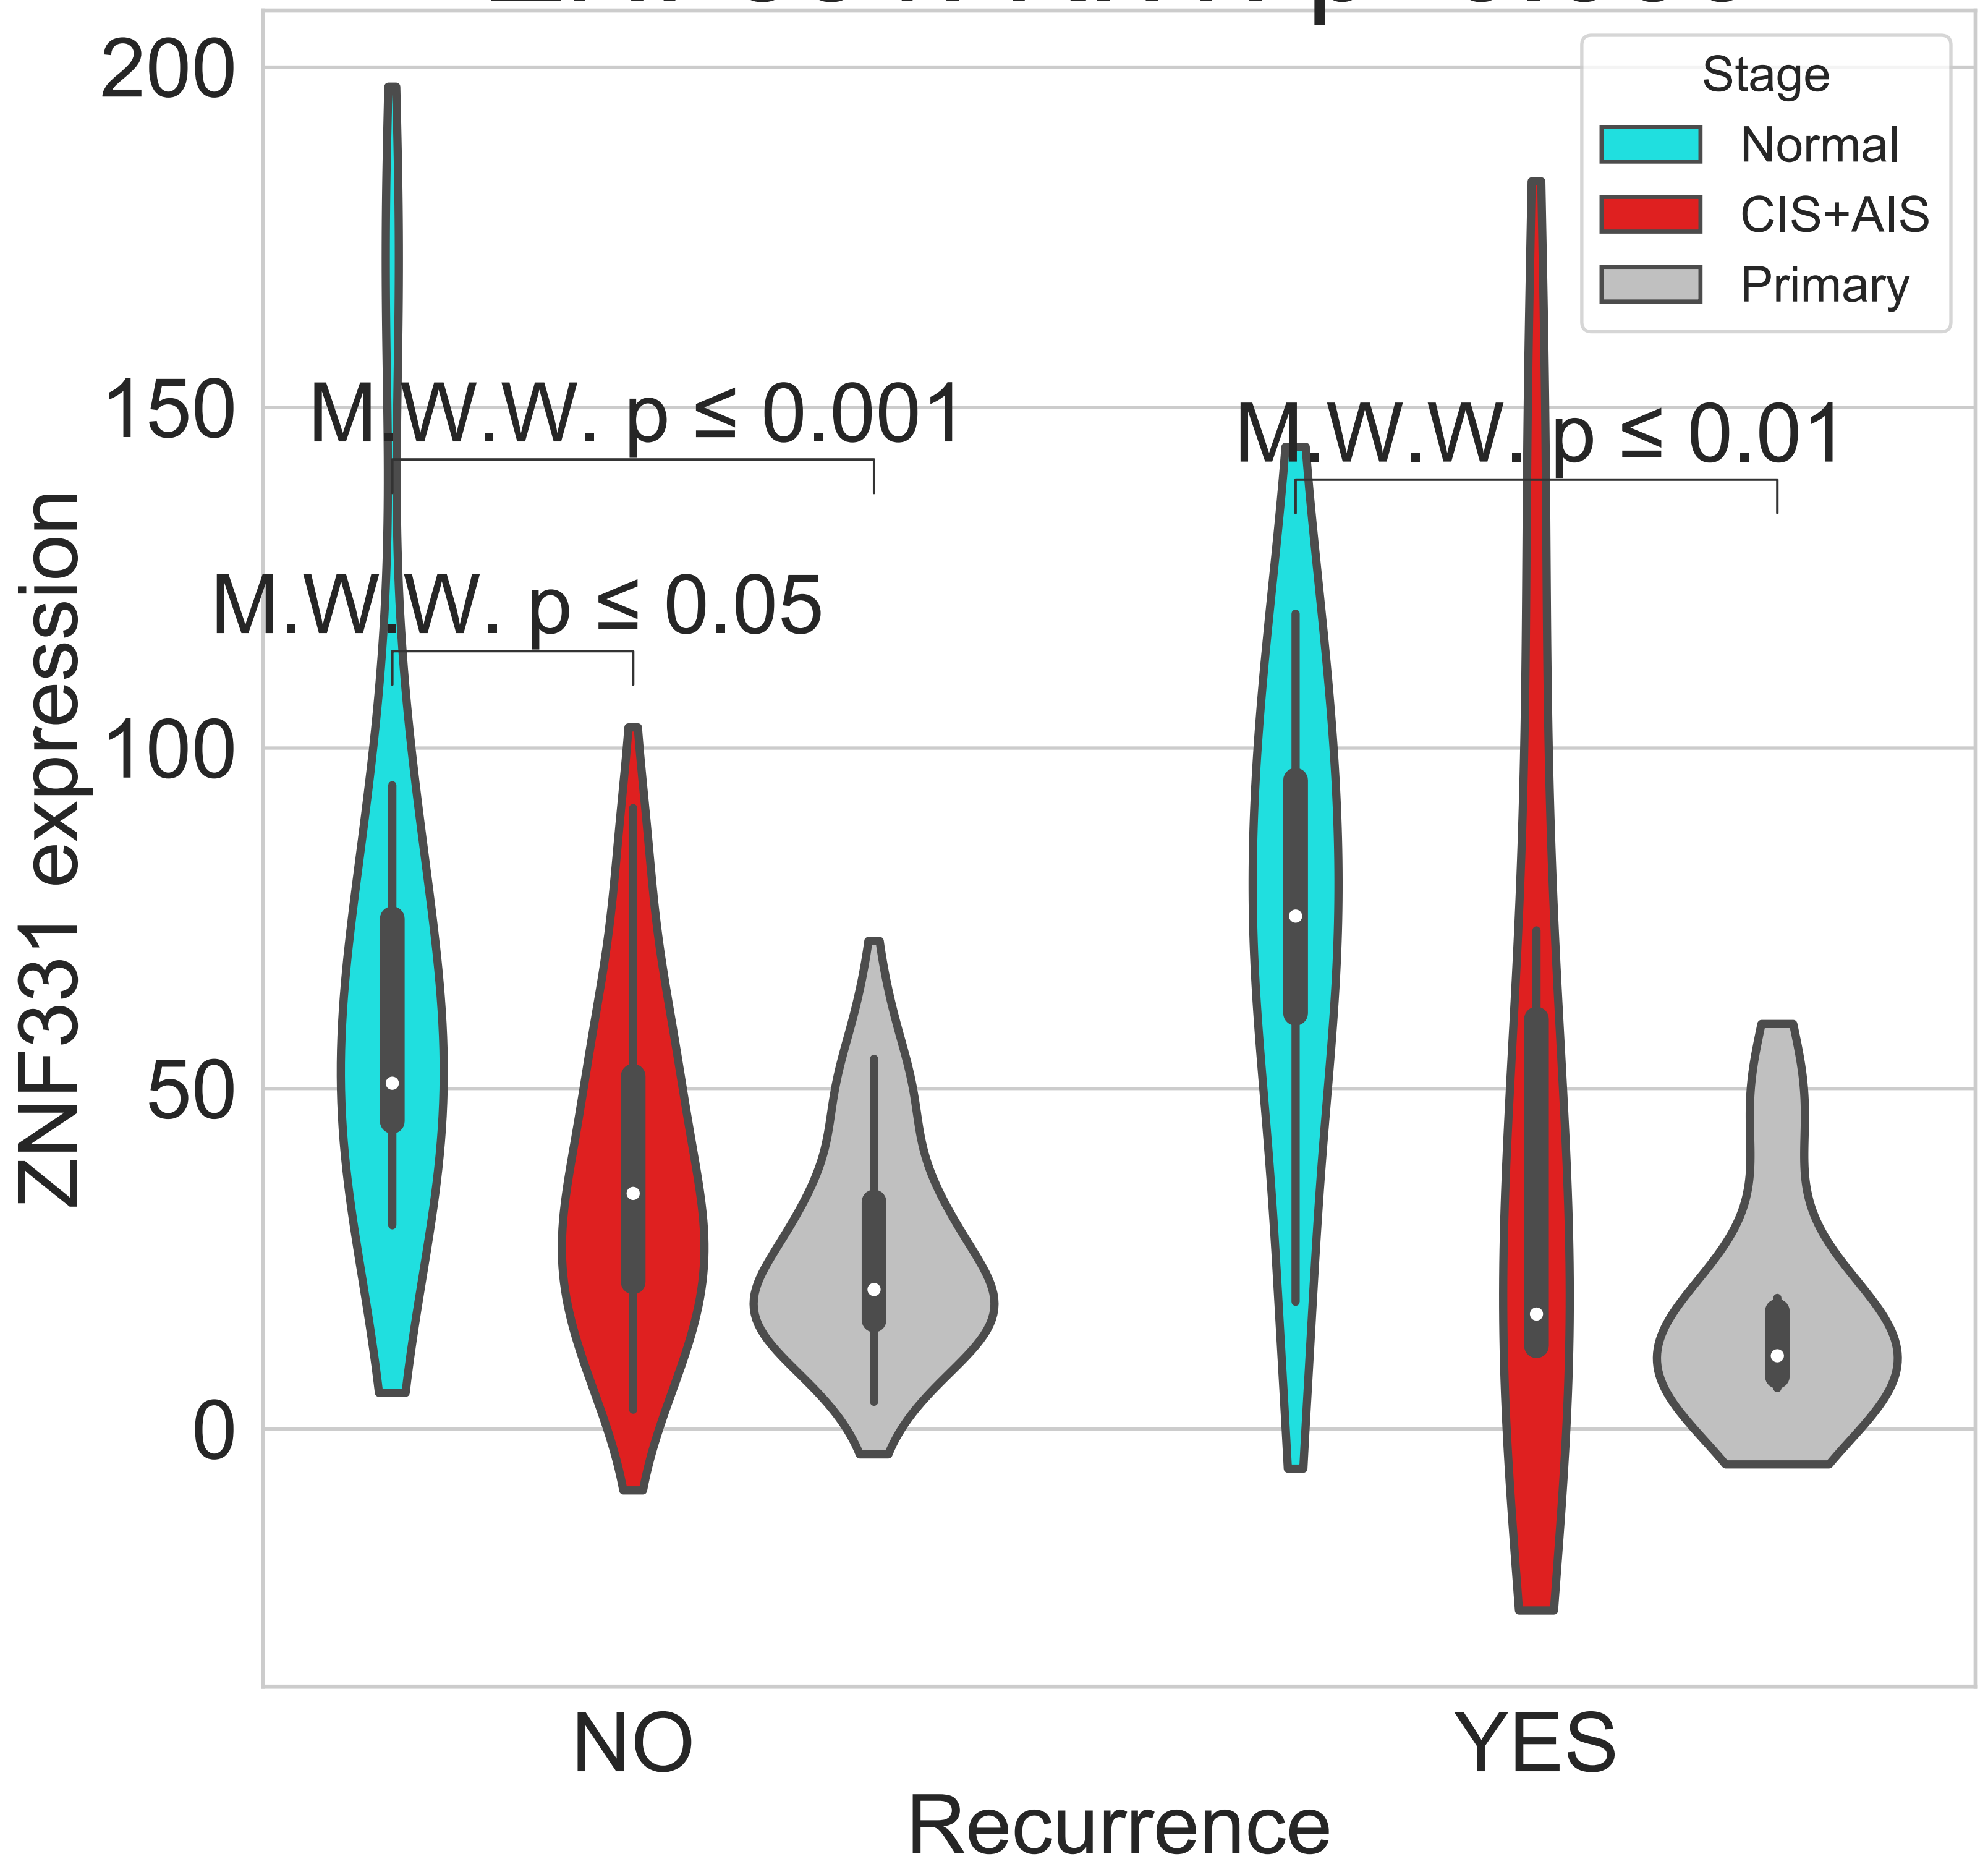 200
Stage
Normal
CIS+AIS
Primary
150
M.W.W. p ≤ 0.001
M.W.W. p ≤ 0.01
M.W.W. p ≤ 0.05
100
50
0
ZNF331 expression
NO
YES
Recurrence